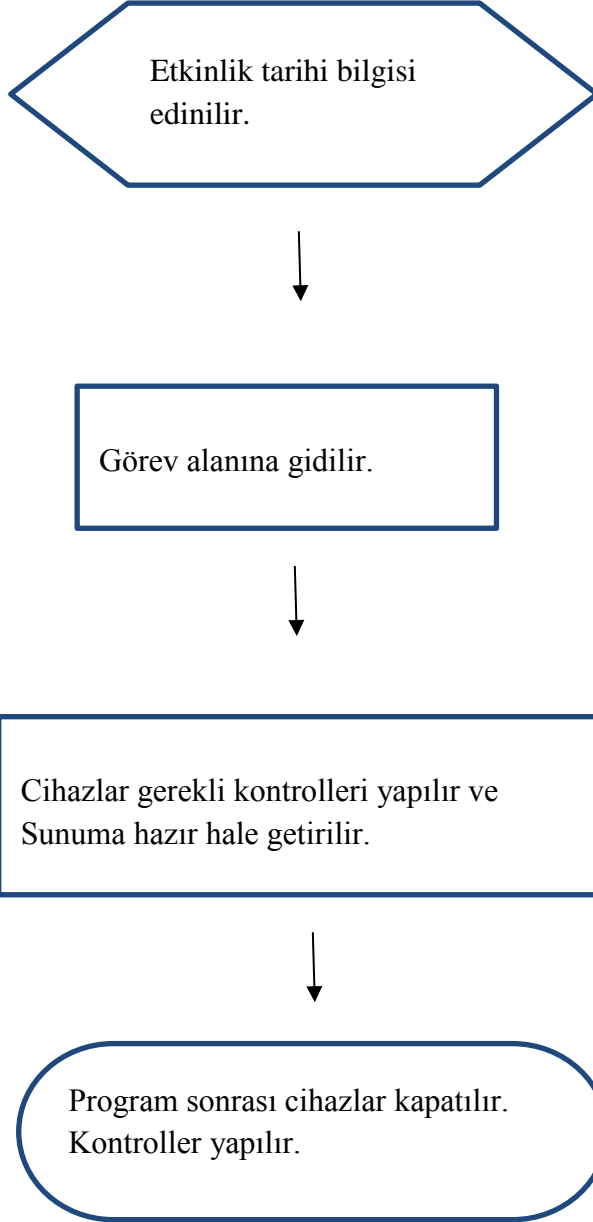 Etkinlik tarihi bilgisi
edinilir.
Görev alanına gidilir.
Cihazlar gerekli kontrolleri yapılır ve
Sunuma hazır hale getirilir.
Program sonrası cihazlar kapatılır.
Kontroller yapılır.